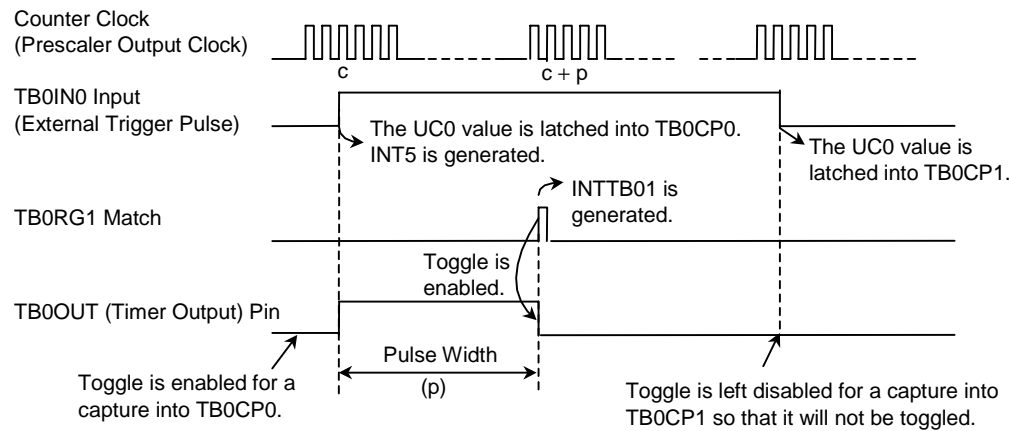 Counter Clock
(Prescaler Output Clock)
c
c + p
TB0IN0 Input
(External Trigger Pulse)
The UC0 value is latched into TB0CP0.
INT5 is generated.
The UC0 value is
latched into TB0CP1.
INTTB01 is
generated.
TB0RG1 Match
Toggle is
enabled.
TB0OUT (Timer Output) Pin
Pulse Width
(p)
Toggle is enabled for a
capture into TB0CP0.
Toggle is left disabled for a capture into
TB0CP1 so that it will not be toggled.